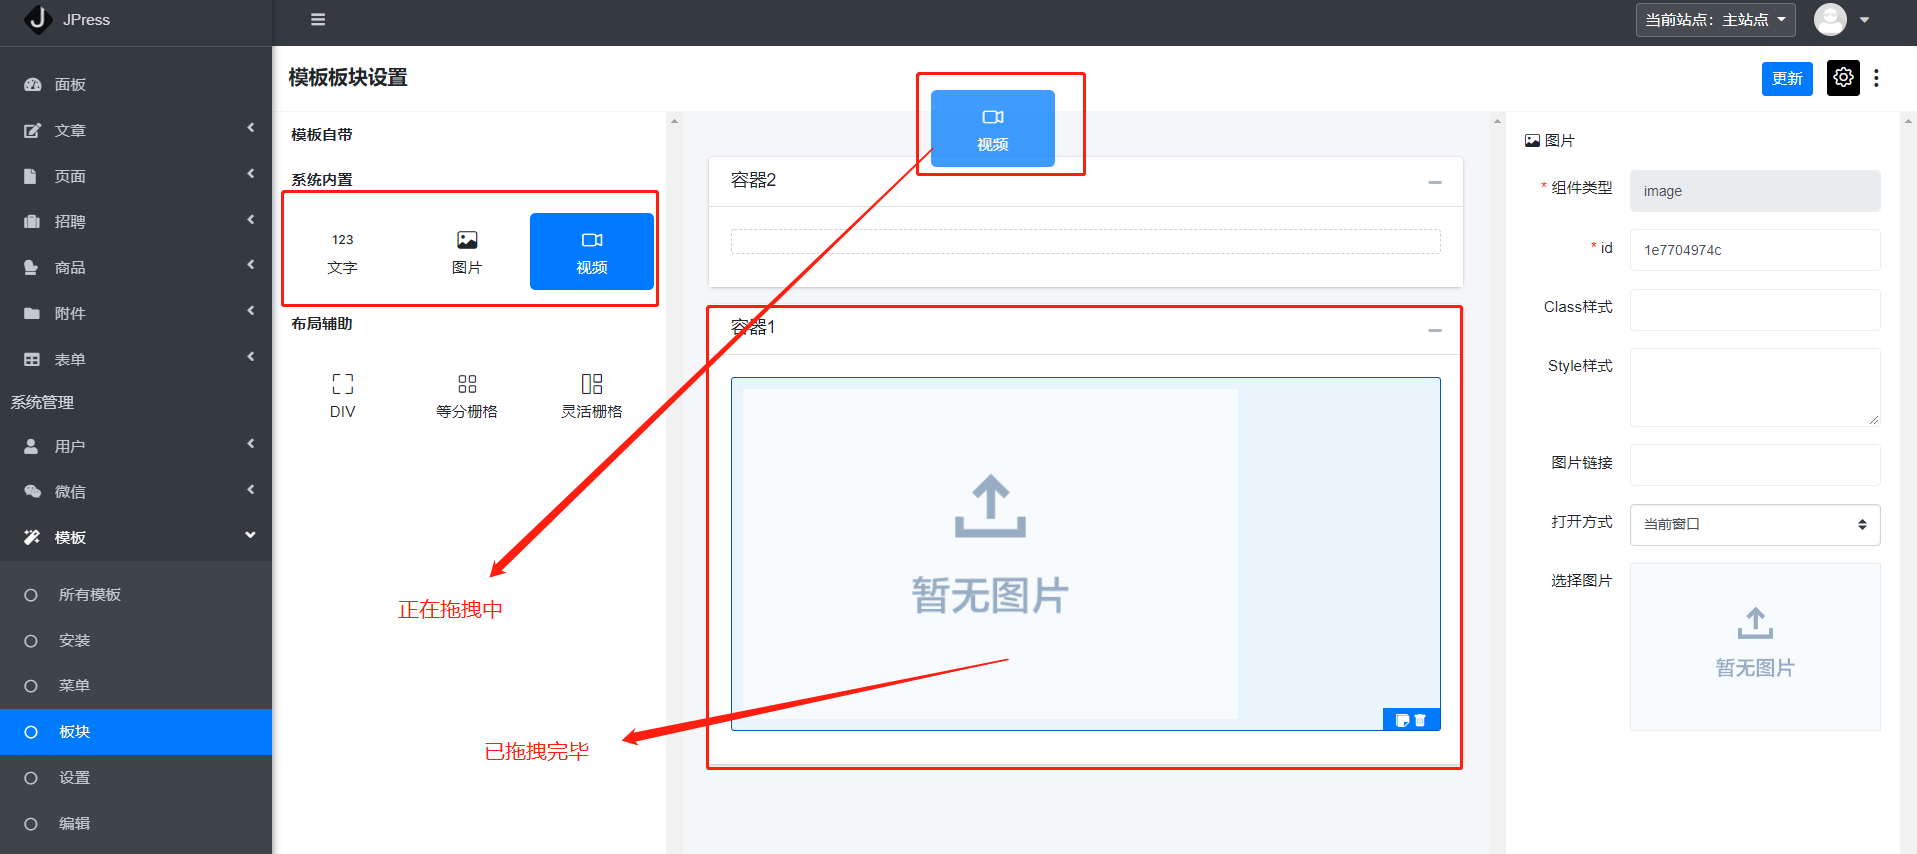 JPress
当前站点：主站点
面板
文章
页面
招聘
商品
附件
表单
系统管理
用户
微信
模板
所有模板
安装
菜单
板块
设置
编辑
模板板块设置
更新
模板自带
系统内置
123
文字
图片
视频
布局辅助
DIV
等分栅格
灵活栅格
正在拖拽中
已拖拽完毕
视频
容器2
容器1
暂无图片
图片
* 组件类型
image
* id
1e7704974c
Class样式
Style样式
图片链接
打开方式
当前窗口
选择图片
暂无图片